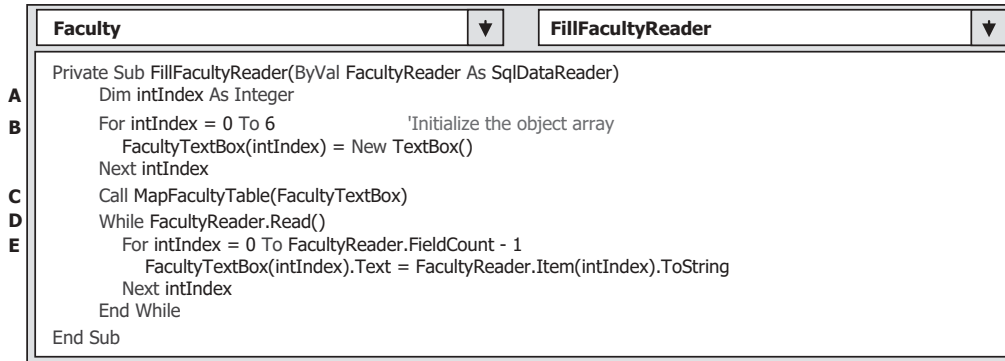 Faculty FillFacultyReader
Private Sub FillFacultyReader(ByVal FacultyReader As SqlDataReader)
A Dim intIndex As Integer
B For intIndex = 0 To 6 'Initialize the object array
FacultyTextBox(intIndex) = New TextBox()
Next intIndex
C Call MapFacultyTable(FacultyTextBox)
D While FacultyReader.Read()
E For intIndex = 0 To FacultyReader.FieldCount - 1
FacultyTextBox(intIndex).Text = FacultyReader.Item(intIndex).ToString
Next intIndex
End While
End Sub